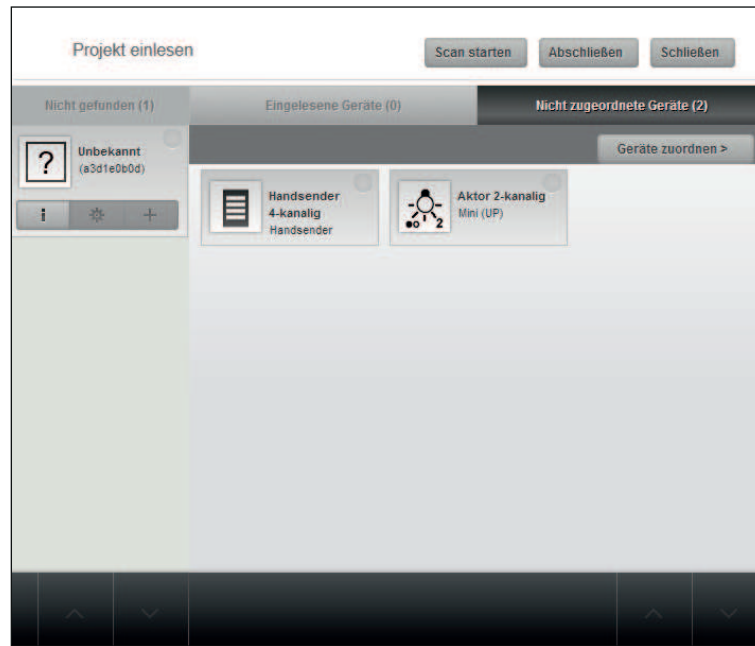 Projekt einlesen
Scan starten
Abschließen
Schließen
Nicht gefunden (1)
Eingelesene Geräte (0)
Nicht zugeordnete Geräte (2)
Geräte zuordnen >
?
Unbekannt
(a3d1e0b0d)
i
+
Handsender
4-kanalig
Handsender
2
Aktor 2-kanalig
Mini (UP)